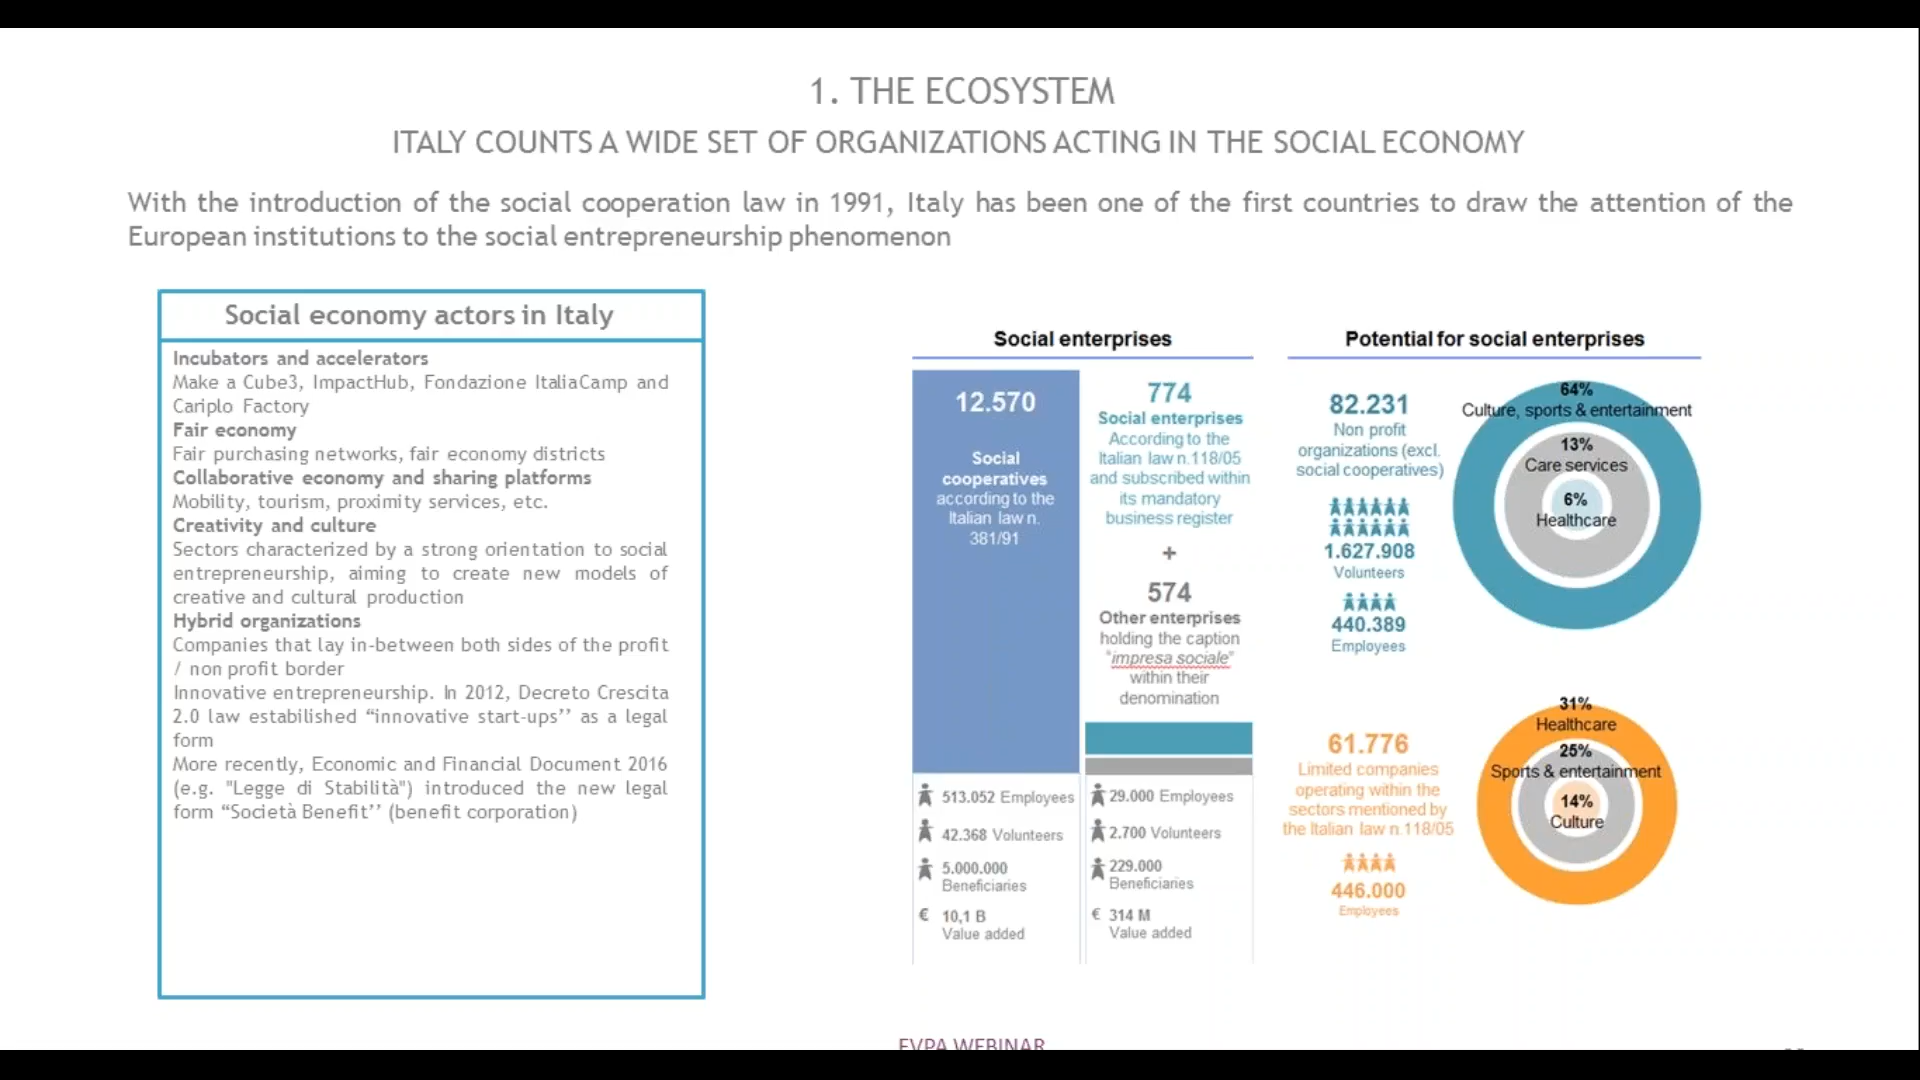 1. THE ECOSYSTEM
ITALY COUNTS A WIDE SET OF ORGANIZATIONS ACTING IN THE SOCIAL ECONOMY
With the introduction of the social cooperation law in 1991, Italy has been one of the first countries to draw the attention of the
European institutions to the social entrepreneurship phenomenon
Social economy actors in Italy
Incubators and accelerators
Make a Cube3, ImpactHub, Fondazione ItaliaCamp and
Cariplo Factory
Fair economy
Fair purchasing networks, fair economy districts
Collaborative economy and sharing platforms
Mobility, tourism, proximity services, etc.
Creativity and culture
Sectors characterized by a strong orientation to social
entrepreneurship, aiming to create new models of
creative and cultural production
Hybrid organizations
Companies that lay in-between both sides of the profit
/ non profit border
Innovative entrepreneurship. In 2012, Decreto Crescita
2.0 law estabilished “innovative start-ups’’ as a legal
form
More recently, Economic and Financial Document 2016
(e.g. "Legge di Stabilità") introduced the new legal
form “Società Benefit’’ (benefit corporation)
Social enterprises
12.570
Social
cooperatives
according to the
Italian law n.
381/91
513.052 Employees
42.368 Volunteers
5.000.000
Beneficiaries
€ 10,1 B
Value added
774
Social enterprises
According to the
Italian law n.118/05
and subscribed within
its mandatory
business register
+
574
Other enterprises
holding the caption
“impresa sociale”
within their
denomination
29.000 Employees
2.700 Volunteers
229.000
Beneficiaries
€ 314 M
Value added
Potential for social enterprises
82.231
Non profit
organizations (excl.
social cooperatives)
1.627.908
Volunteers
440.389
Employees
64%
Culture, sports & entertainment
13%
Care services
6%
Healthcare
61.776
Limited companies
operating within the
sectors mentioned by
the Italian law n.118/05
446.000
Employees
31%
Healthcare
25%
Sports & entertainment
14%
Culture
EVPA WEBINAR